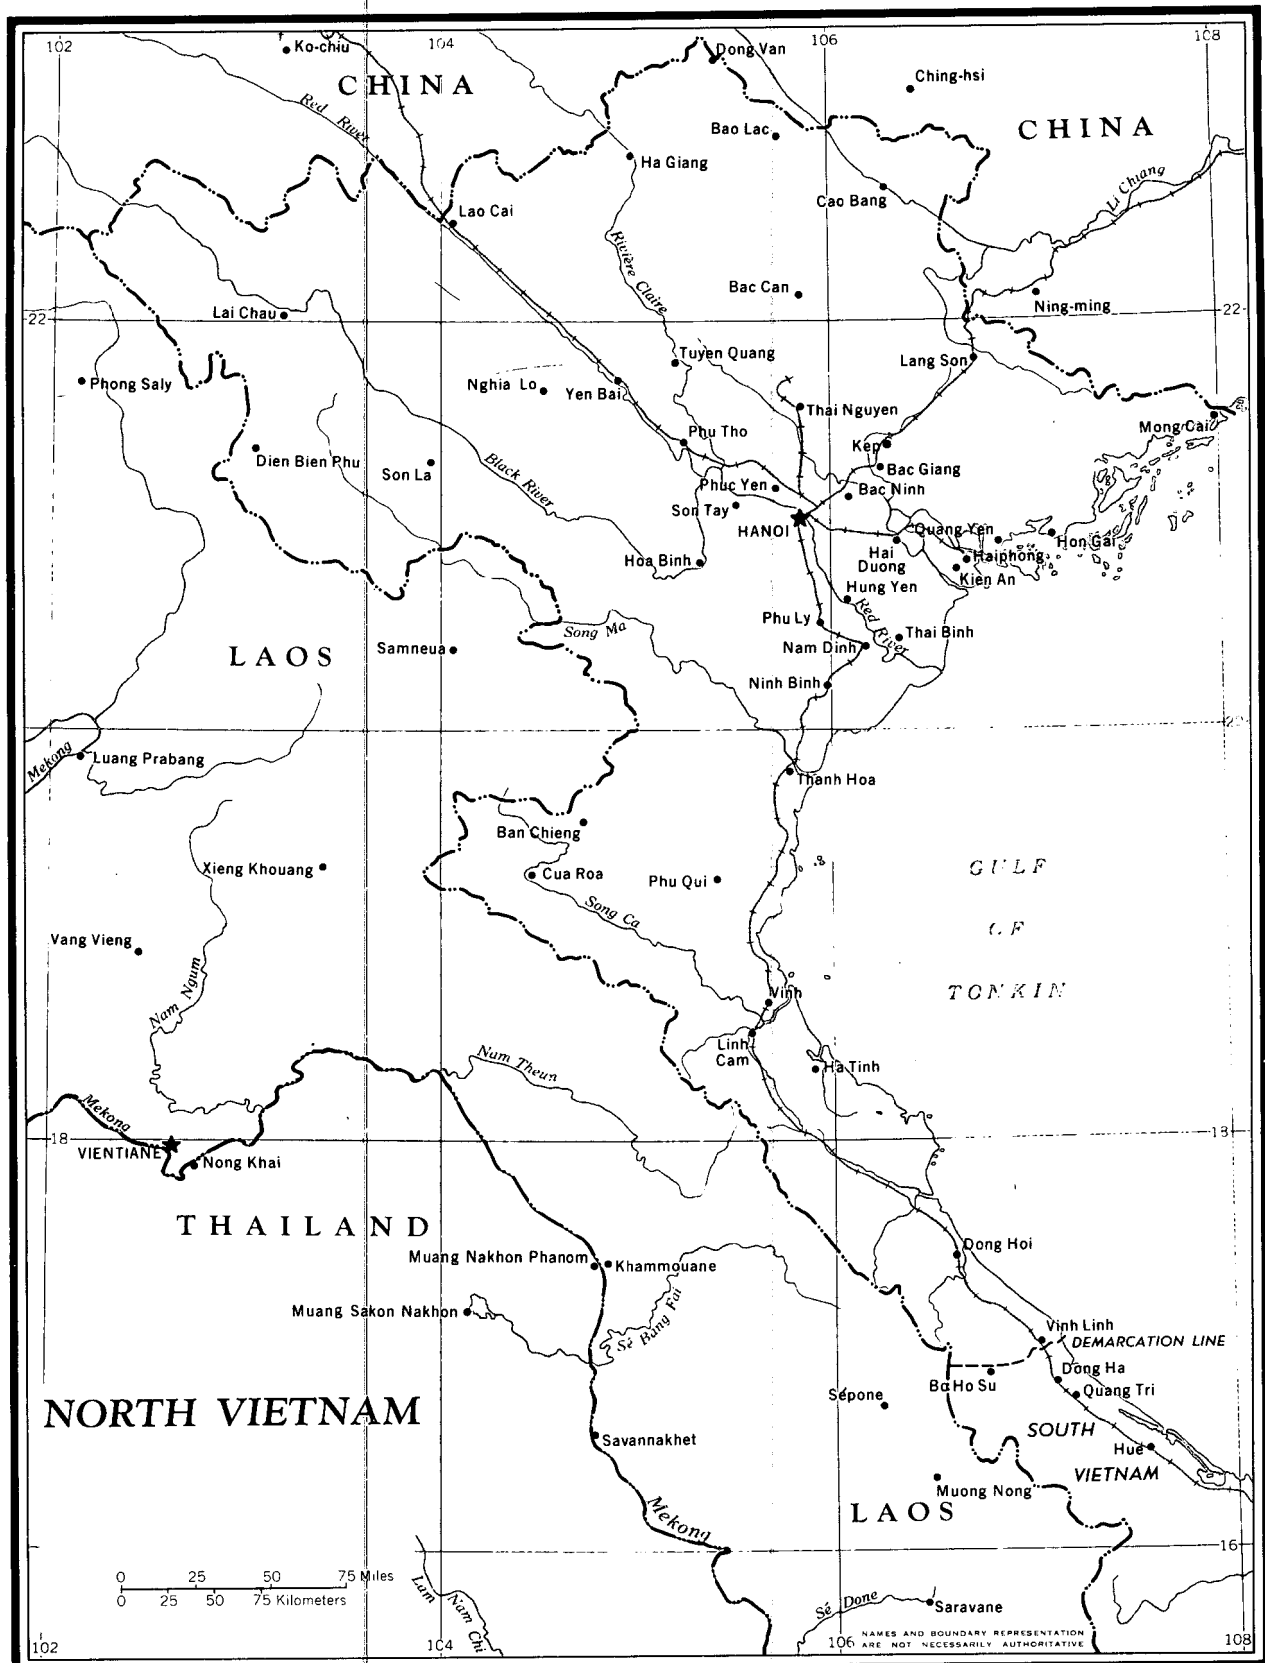 102
104
106
108
Ko-chiu
CHINA
Dong Van
Ching-hsi
Red River
Bao Lac
CHINA
Ha Giang
Li Chiang
Cao Bang
Lao Cai
Rivière Claire
Bac Can
Ning-ming
Lai Chau
22
22
Tuyen Quang
Lang Son
Phong Saly
Nghia Lo
Yen Bai
Thai Nguyen
Mong Cai
Phu Tho
Kep
Dien Bien Phu
Son La
Black River
Bac Giang
Phuc Yen
Bac Ninh
Son Tay
HANOI
Quang Yen
Hon Gai
Hai
Duong
Haiphong
Hoa Binh
Kien An
Hung Yen
Red River
Phu Ly
Song Ma
Thai Binh
LAOS
Samneua
Nam Dinh
Ninh Binh
Mekong
Luang Prabang
Thanh Hoa
Ban Chieng
Xieng Khouang
Cua Roa
Phu Qui
GULF
OF
TONKIN
Song Ca
Vang Vieng
Nam Ngum
Vinh
Linh
Cam
Nam Theun
Ha Tinh
Mekong
18
18
VIENTIANE
Nong Khai
THAILAND
Dong Hoi
Muang Nakhon Phanom
Khammouane
Muang Sakon Nakhon
Sé Bang Fai
Vinh Linh
DEMARCATION LINE
Dong Ha
Bo Ho Su
Quang Tri
Sépone
NORTH VIETNAM
SOUTH
VIETNAM
Hue
Savannakhet
Muong Nong
Mekong
LAOS
16
0 25 50 75 Miles
0 25 50 75 Kilometers
Lam
Nam Chi
Sé Done
Saravane
NAMES AND BOUNDARY REPRESENTATION
ARE NOT NECESSARILY AUTHORITATIVE
102
104
106
108